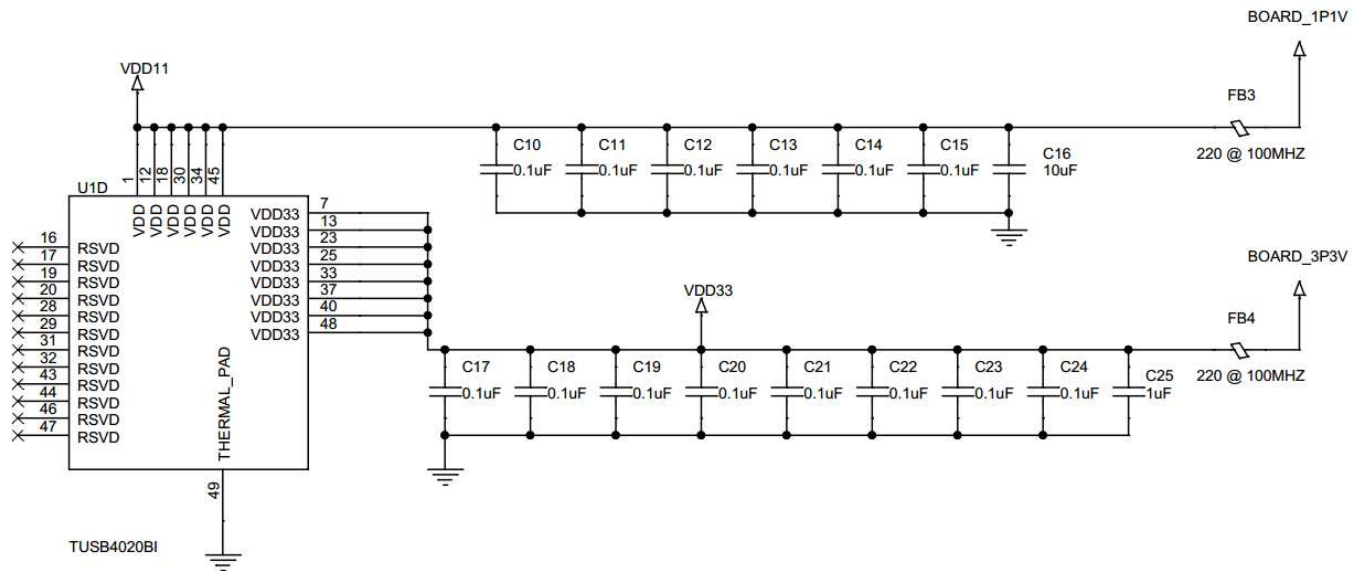 BOARD_1P1V
VDD11
FB3
220 @ 100MHZ
C10
0.1uF
C11
0.1uF
C12
0.1uF
C13
0.1uF
C14
0.1uF
C15
0.1uF
C16
10uF
1
12
18
30
34
45
U1D
VDD
VDD
VDD
VDD
VDD
VDD
VDD33 7
VDD33 13
VDD33 23
VDD33 25
VDD33 33
VDD33 37
VDD33 40
VDD33 48
16 RSVD
17 RSVD
19 RSVD
20 RSVD
28 RSVD
29 RSVD
31 RSVD
32 RSVD
43 RSVD
44 RSVD
46 RSVD
47 RSVD
THERMAL_PAD
49
TUSB4020BI
BOARD_3P3V
VDD33
FB4
220 @ 100MHZ
C17
0.1uF
C18
0.1uF
C19
0.1uF
C20
0.1uF
C21
0.1uF
C22
0.1uF
C23
0.1uF
C24
0.1uF
C25
1uF